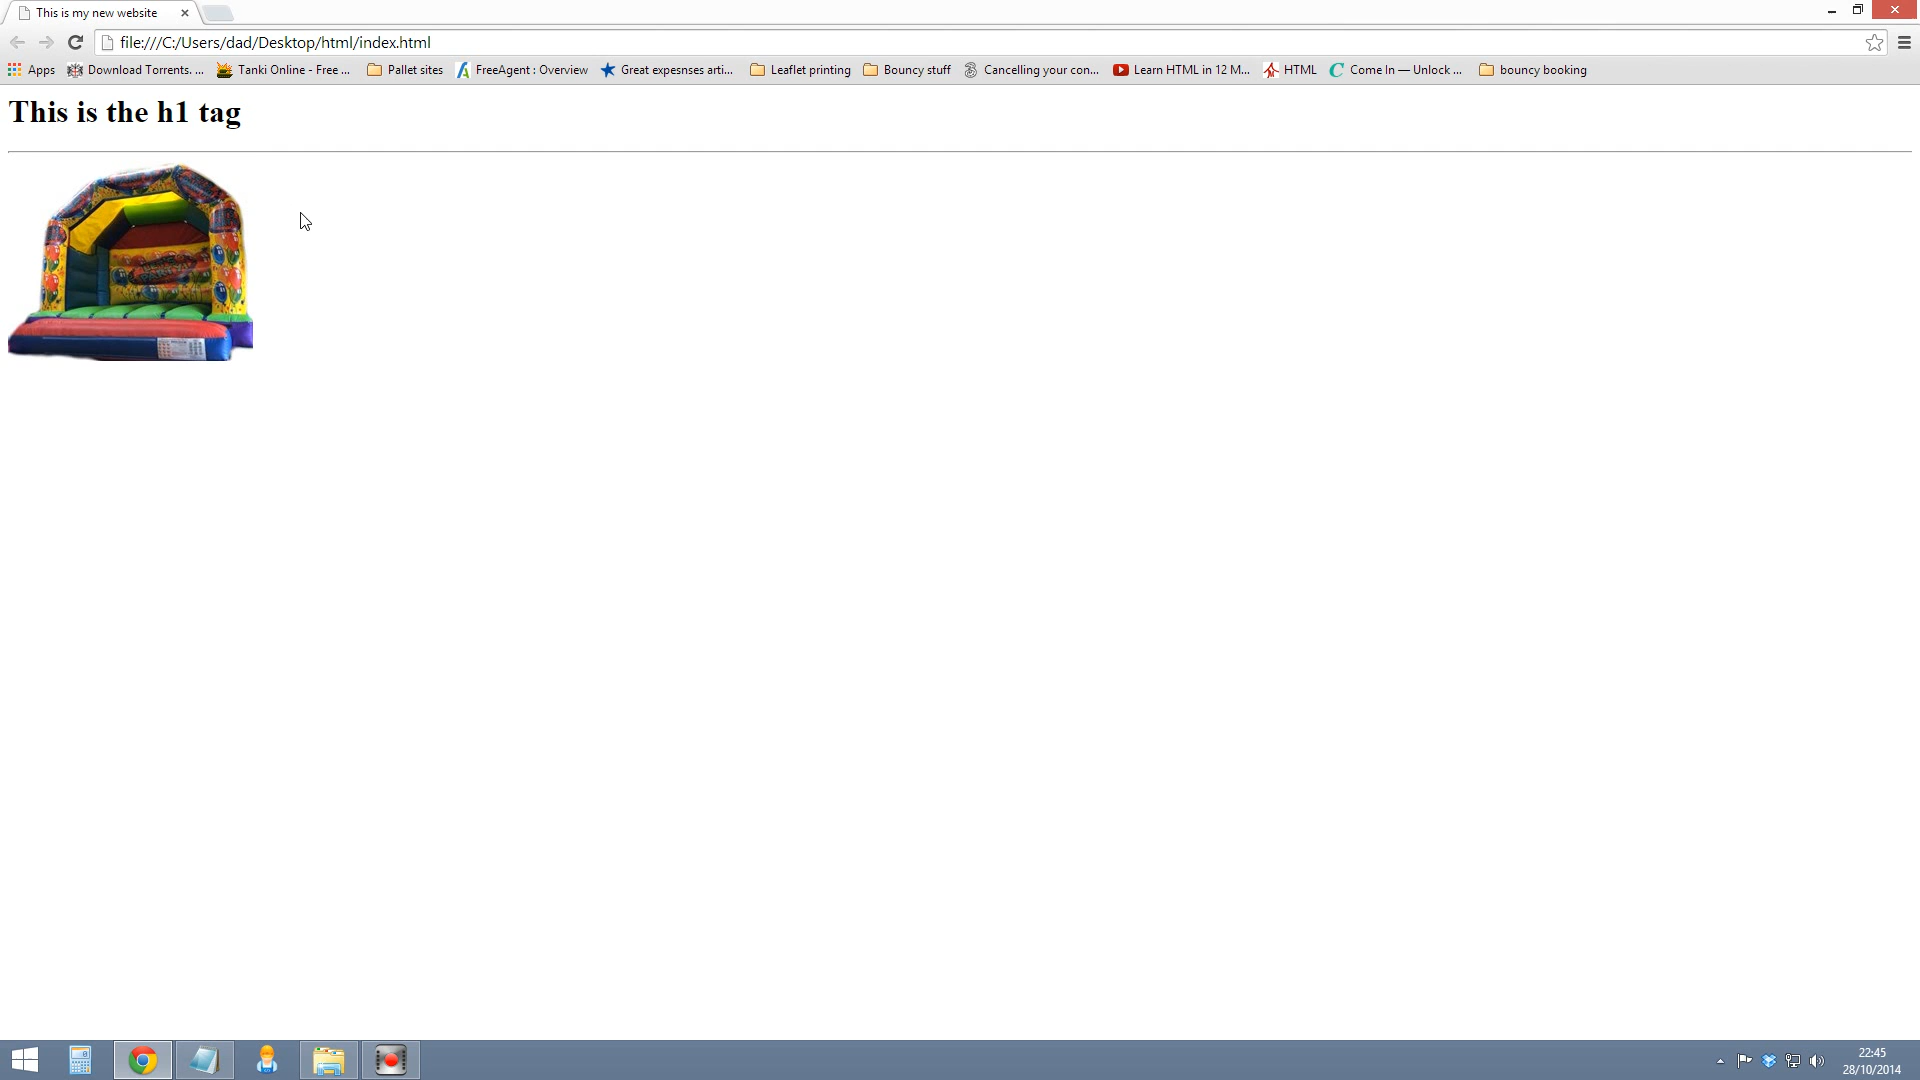 This is my new website
file:///C:/Users/dad/Desktop/html/index.html
Apps Download Torrents. ... Tanki Online - Free ... Pallet sites FreeAgent : Overview Great expesnses arti... Leaflet printing Bouncy stuff Cancelling your con... Learn HTML in 12 M... HTML Come In — Unlock ... bouncy booking
This is the h1 tag
22:45
28/10/2014